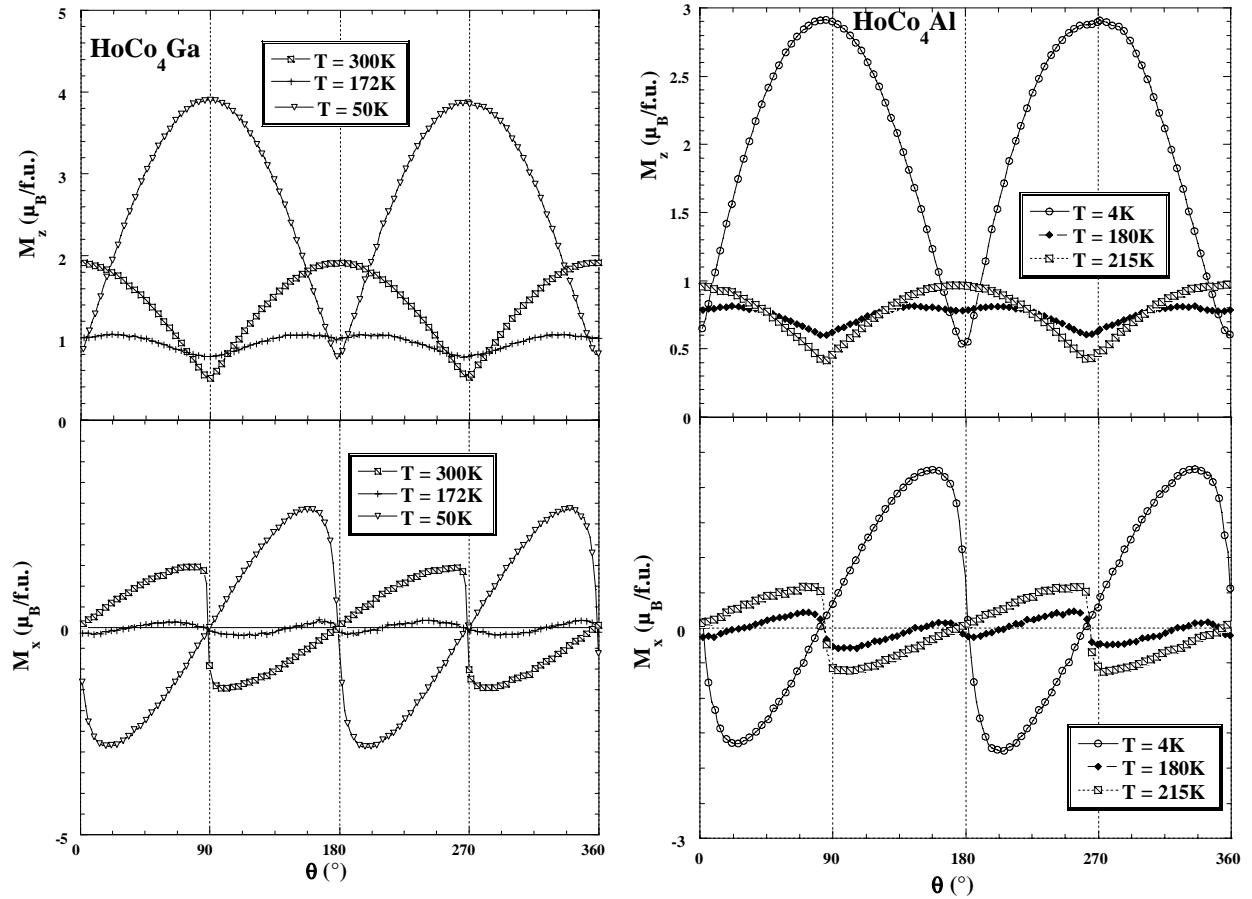 HoCo4Ga
T = 300K
T = 172K
T = 50K
Mz (μB/f.u.)
5
4
3
2
1
0
HoCo4Al
T = 4K
T = 180K
T = 215K
Mz (μB/f.u.)
3
2.5
2
1.5
1
0.5
0
T = 300K
T = 172K
T = 50K
Mx (μB/f.u.)
0
-5
0
90
180
270
360
θ (°)
T = 4K
T = 180K
T = 215K
Mx (μB/f.u.)
0
-3
0
90
180
270
360
θ (°)